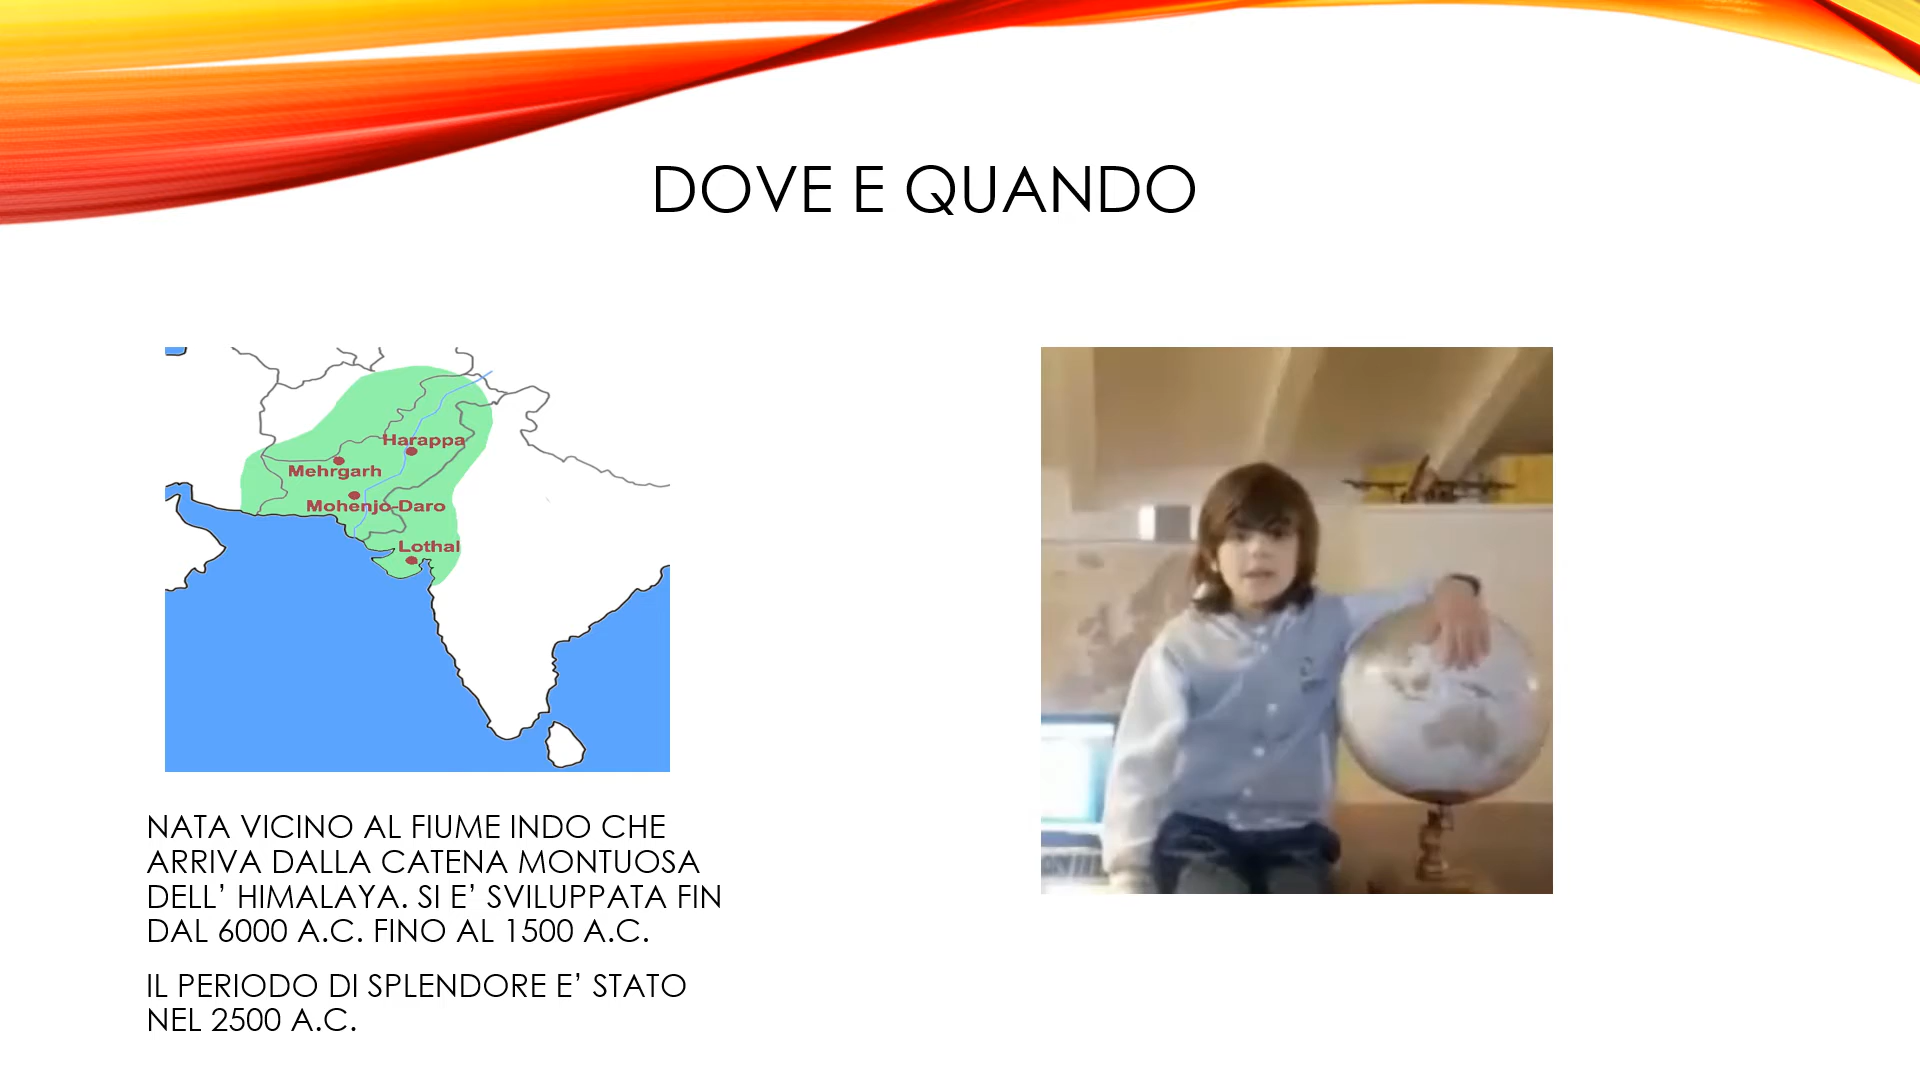 DOVE E QUANDO
Harappa
Mehrgarh
Mohenjo-Daro
Lothal
NATA VICINO AL FIUME INDO CHE
ARRIVA DALLA CATENA MONTUOSA
DELL’ HIMALAYA. SI E’ SVILUPPATA FIN
DAL 6000 A.C. FINO AL 1500 A.C.
IL PERIODO DI SPLENDORE E’ STATO
NEL 2500 A.C.